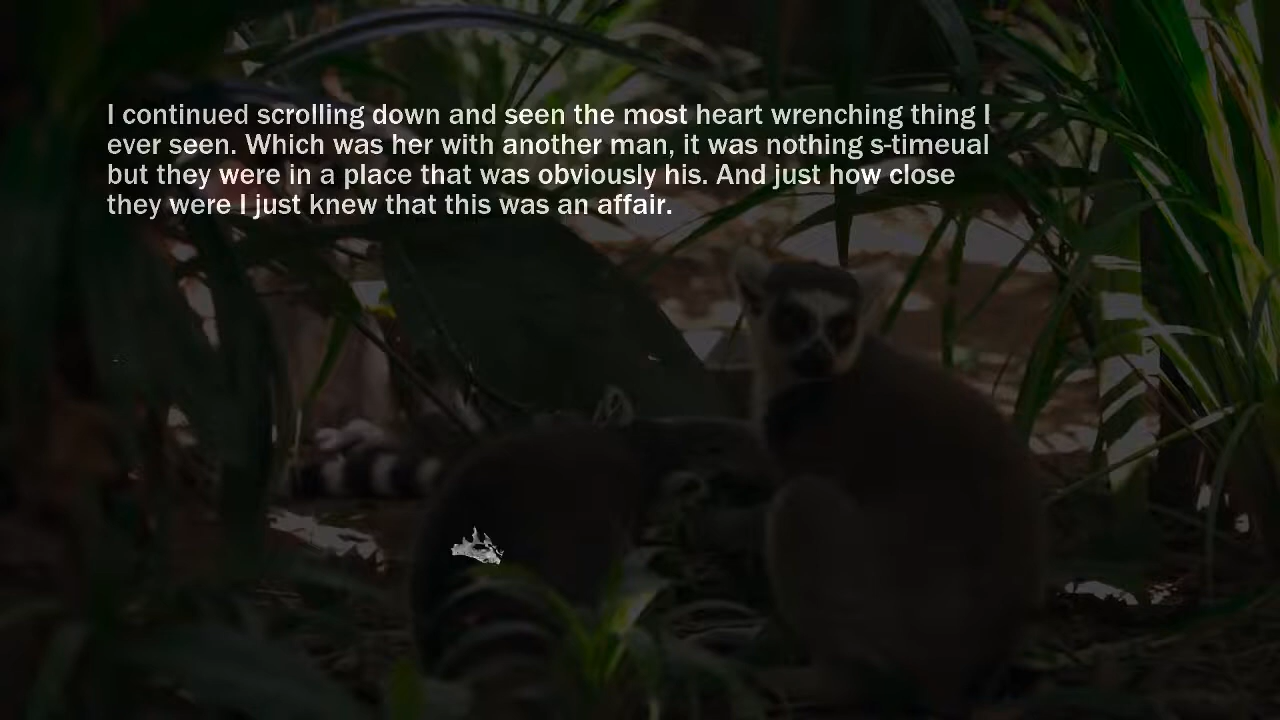 I continued scrolling down and seen the most heart wrenching thing I
ever seen. Which was her with another man, it was nothing s-timeual
but they were in a place that was obviously his. And just how close
they were I just knew that this was an affair.